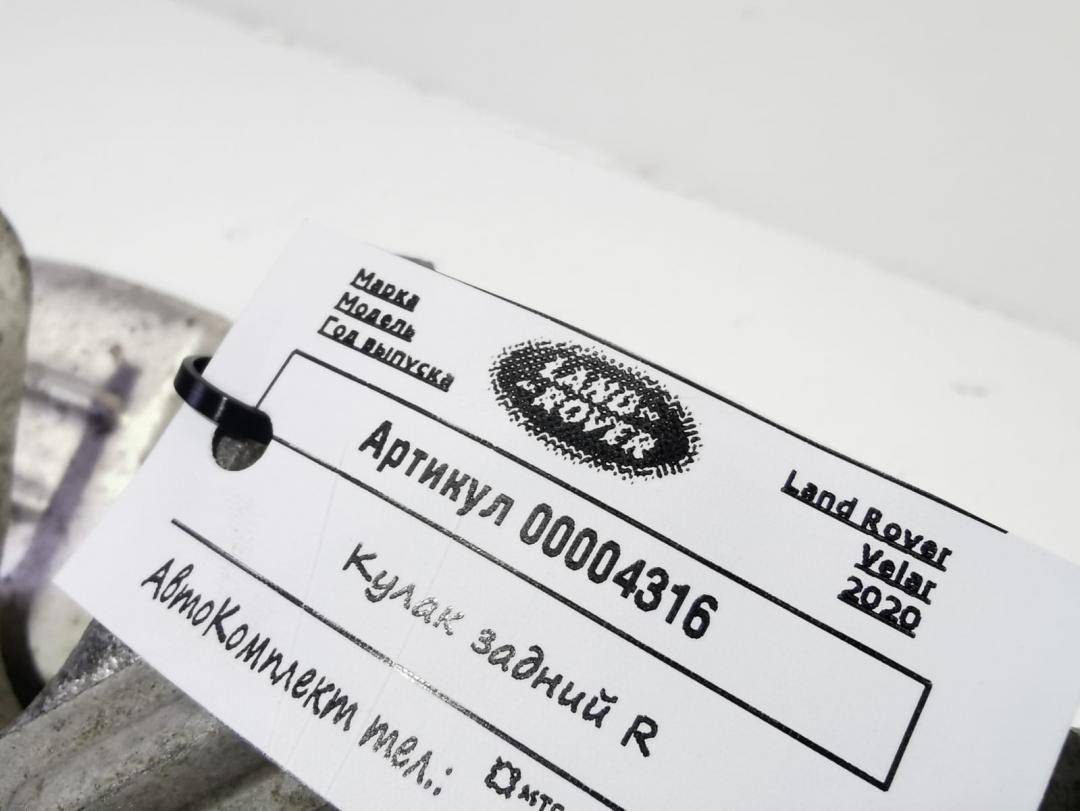 Марка
Модель
Год выпуска
LAND
ROVER
Land Rover
Velar
2020
Артикул 00004316
Кулак задний R
АвтоКомплект тел.: